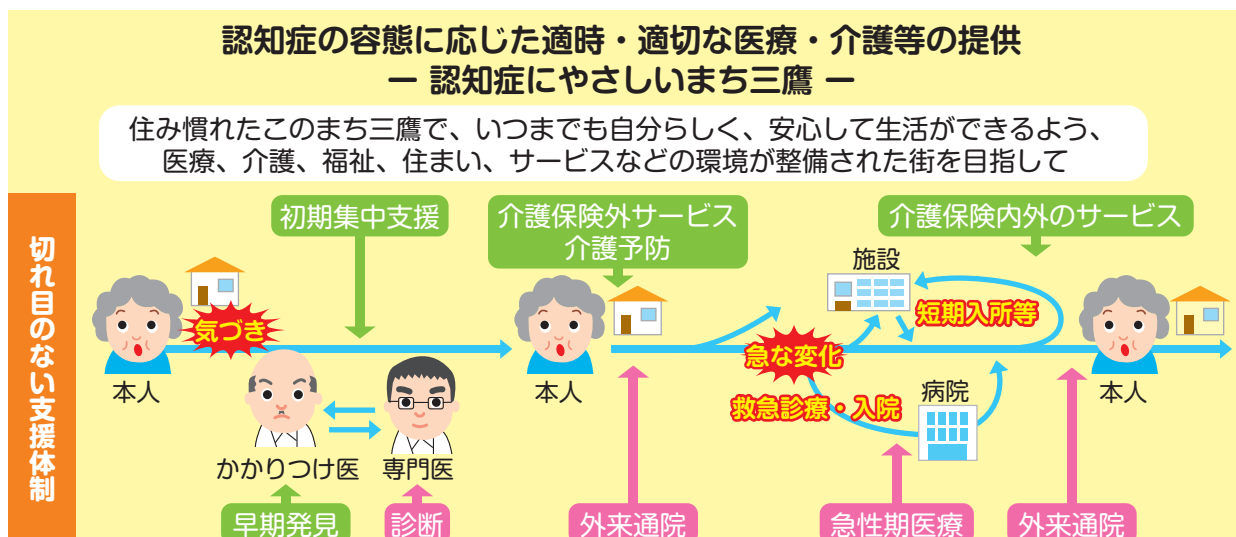 認知症の容態に応じた適時・適切な医療・介護等の提供
ー 認知症にやさしいまち三鷹 ー
住み慣れたこのまち三鷹で、いつまでも自分らしく、安心して生活ができるよう、
医療、介護、福祉、住まい、サービスなどの環境が整備された街を目指して
切れ目のない支援体制
初期集中支援
介護保険外サービス
介護予防
介護保険内外のサービス
施設
気づき
短期入所等
急な変化
本人
本人
本人
病院
救急診療・入院
かかりつけ医
専門医
早期発見
診断
外来通院
急性期医療
外来通院